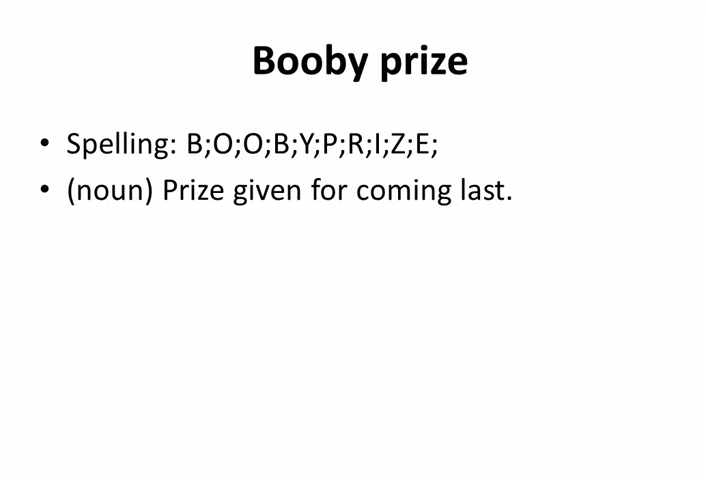 Booby prize
• Spelling: B;O;O;B;Y;P;R;I;Z;E;
• (noun) Prize given for coming last.